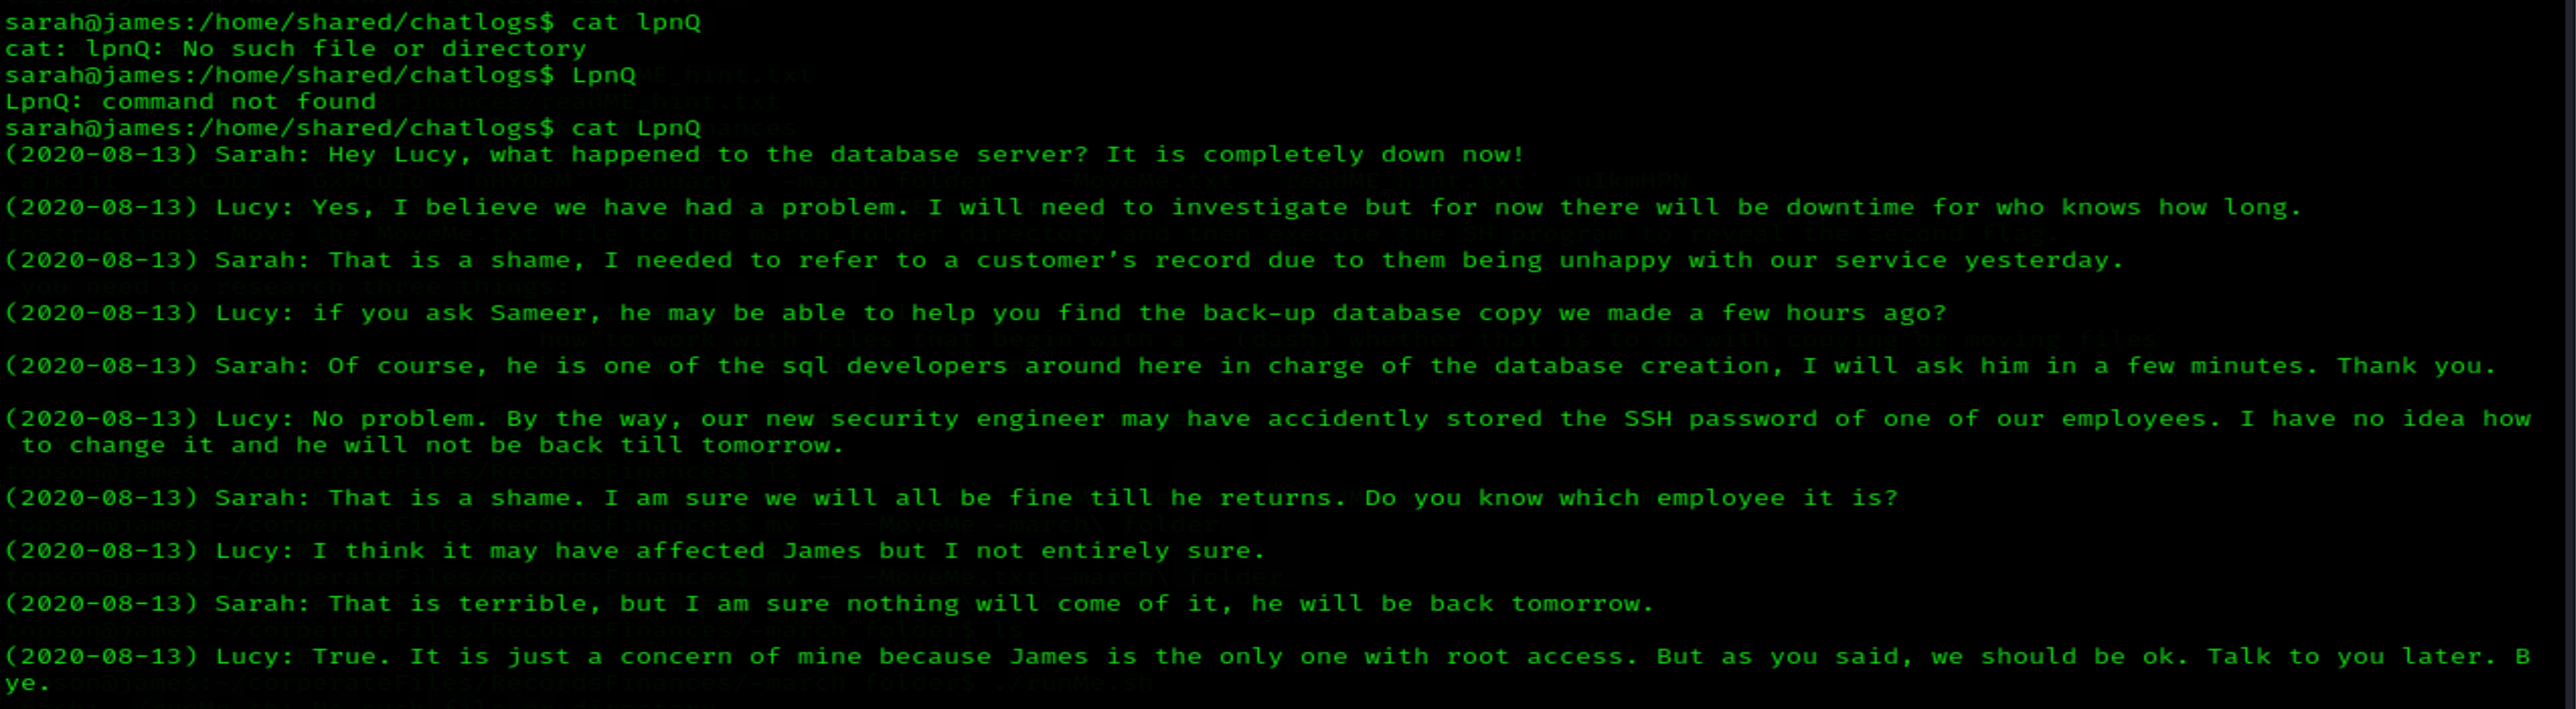 sarah@james:/home/shared/chatlogs$ cat lpnQ
cat: lpnQ: No such file or directory
sarah@james:/home/shared/chatlogs$ LpnQ
LpnQ: command not found
sarah@james:/home/shared/chatlogs$ cat LpnQ
(2020-08-13) Sarah: Hey Lucy, what happened to the database server? It is completely down now!
(2020-08-13) Lucy: Yes, I believe we have had a problem. I will need to investigate but for now there will be downtime for who knows how long.
(2020-08-13) Sarah: That is a shame, I needed to refer to a customer’s record due to them being unhappy with our service yesterday.
(2020-08-13) Lucy: if you ask Sameer, he may be able to help you find the back-up database copy we made a few hours ago?
(2020-08-13) Sarah: Of course, he is one of the sql developers around here in charge of the database creation, I will ask him in a few minutes. Thank you.
(2020-08-13) Lucy: No problem. By the way, our new security engineer may have accidently stored the SSH password of one of our employees. I have no idea how
 to change it and he will not be back till tomorrow.
(2020-08-13) Sarah: That is a shame. I am sure we will all be fine till he returns. Do you know which employee it is?
(2020-08-13) Lucy: I think it may have affected James but I not entirely sure.
(2020-08-13) Sarah: That is terrible, but I am sure nothing will come of it, he will be back tomorrow.
(2020-08-13) Lucy: True. It is just a concern of mine because James is the only one with root access. But as you said, we should be ok. Talk to you later. B
ye.